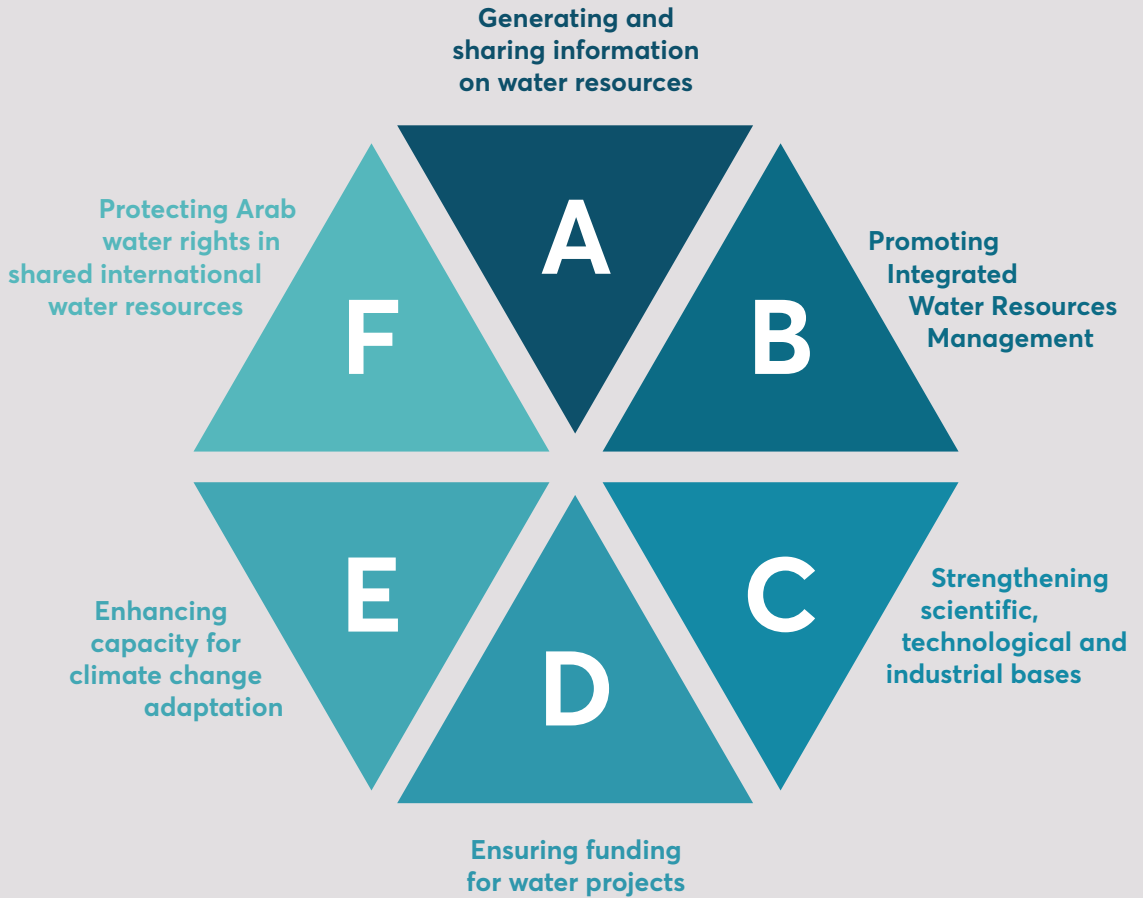 Generating and
sharing information
on water resources
A
B
Promoting
Integrated
Water Resources
Management
C
Strengthening
scientific,
technological and
industrial bases
D
Ensuring funding
for water projects
E
Enhancing
capacity for
climate change
adaptation
F
Protecting Arab
water rights in
shared international
water resources